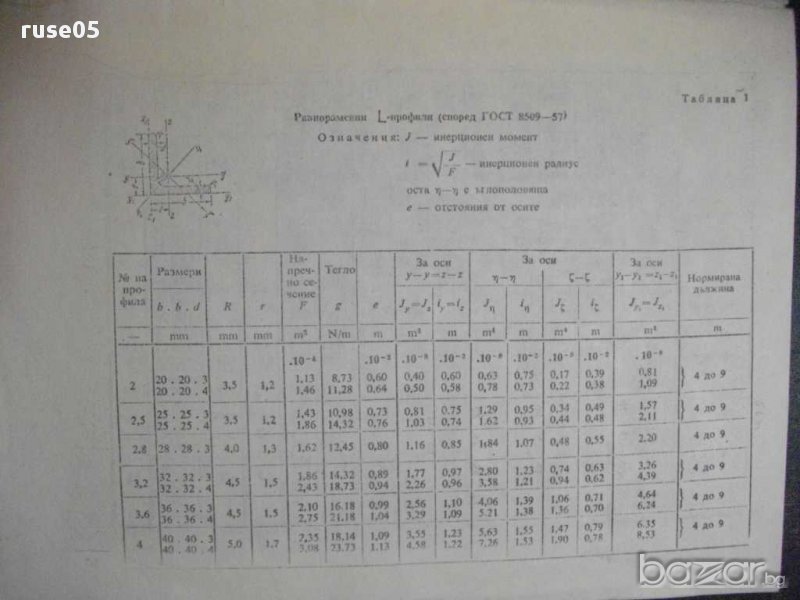 ruse05
Таблица 1
Равнораменни L-профили (според ГОСТ 8509—57)
Означения: J — инерционен момент
i = √J/F — инерционен радиус
оста η—η е ъглополовяща
e — отстояния от осите
№ на профила Размери R r Напречно сечение F Тегло g e За оси y—y=z—z За оси За оси y₁—y₁=z₁—z₁ Нормирана дължина
η—η ζ—ζ
b . b . d Jy=Jz iy=iz Jη iη Jζ iζ Jy₁=Jz₁
— mm mm mm m² N/m m m⁴ m m⁴ m m⁴ m m⁴ m
.10⁻⁴ .10⁻² .10⁻⁸ .10⁻² .10⁻⁸ .10⁻² .10⁻⁸ .10⁻² .10⁻⁸
2 20 . 20 . 3 3,5 1,2 1,13 8,73 0,60 0,40 0,60 0,63 0,75 0,17 0,39 0,81 4 до 9
20 . 20 . 4 1,46 11,28 0,64 0,50 0,58 0,78 0,73 0,22 0,38 1,09
2,5 25 . 25 . 3 3,5 1,2 1,43 10,98 0,73 0,81 0,75 1,29 0,95 0,34 0,49 1,57 4 до 9
25 . 25 . 4 1,86 14,32 0,76 1,03 0,74 1,62 0,93 0,44 0,48 2,11
2,8 28 . 28 . 3 4,0 1,3 1,62 12,45 0,80 1,16 0,85 1,84 1,07 0,48 0,55 2,20 4 до 9
3,2 32 . 32 . 3 4,5 1,5 1,86 14,32 0,89 1,77 0,97 2,80 1,23 0,74 0,63 3,26 4 до 9
32 . 32 . 4 2,43 18,73 0,94 2,26 0,96 3,58 1,21 0,94 0,62 4,39
3,6 36 . 36 . 3 4,5 1,5 2,10 16,18 0,99 2,56 1,10 4,06 1,39 1,06 0,71 4,64 4 до 9
36 . 36 . 4 2,75 21,18 1,04 3,29 1,09 5,21 1,38 1,36 0,70 6,24
4 40 . 40 . 3 5,0 1,7 2,35 18,14 1,09 3,55 1,23 5,63 1,55 1,47 0,79 6,35 4 до 9
40 . 40 . 4 3,08 23,73 1,13 4,58 1,22 7,26 1,53 1,90 0,78 8,53
bazar.bg